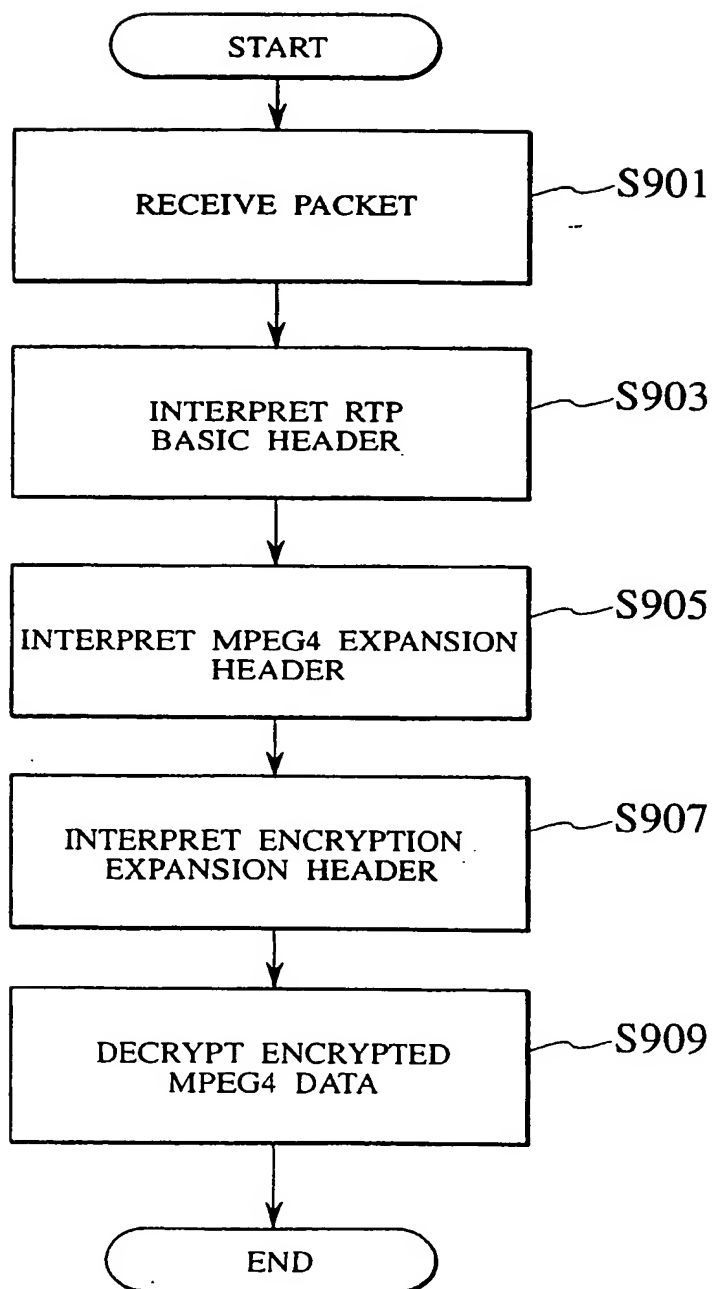 START
RECEIVE PACKET
S901
INTERPRET RTP
BASIC HEADER
S903
INTERPRET MPEG4 EXPANSION
HEADER
S905
INTERPRET ENCRYPTION
EXPANSION HEADER
S907
DECRYPT ENCRYPTED
MPEG4 DATA
S909
END